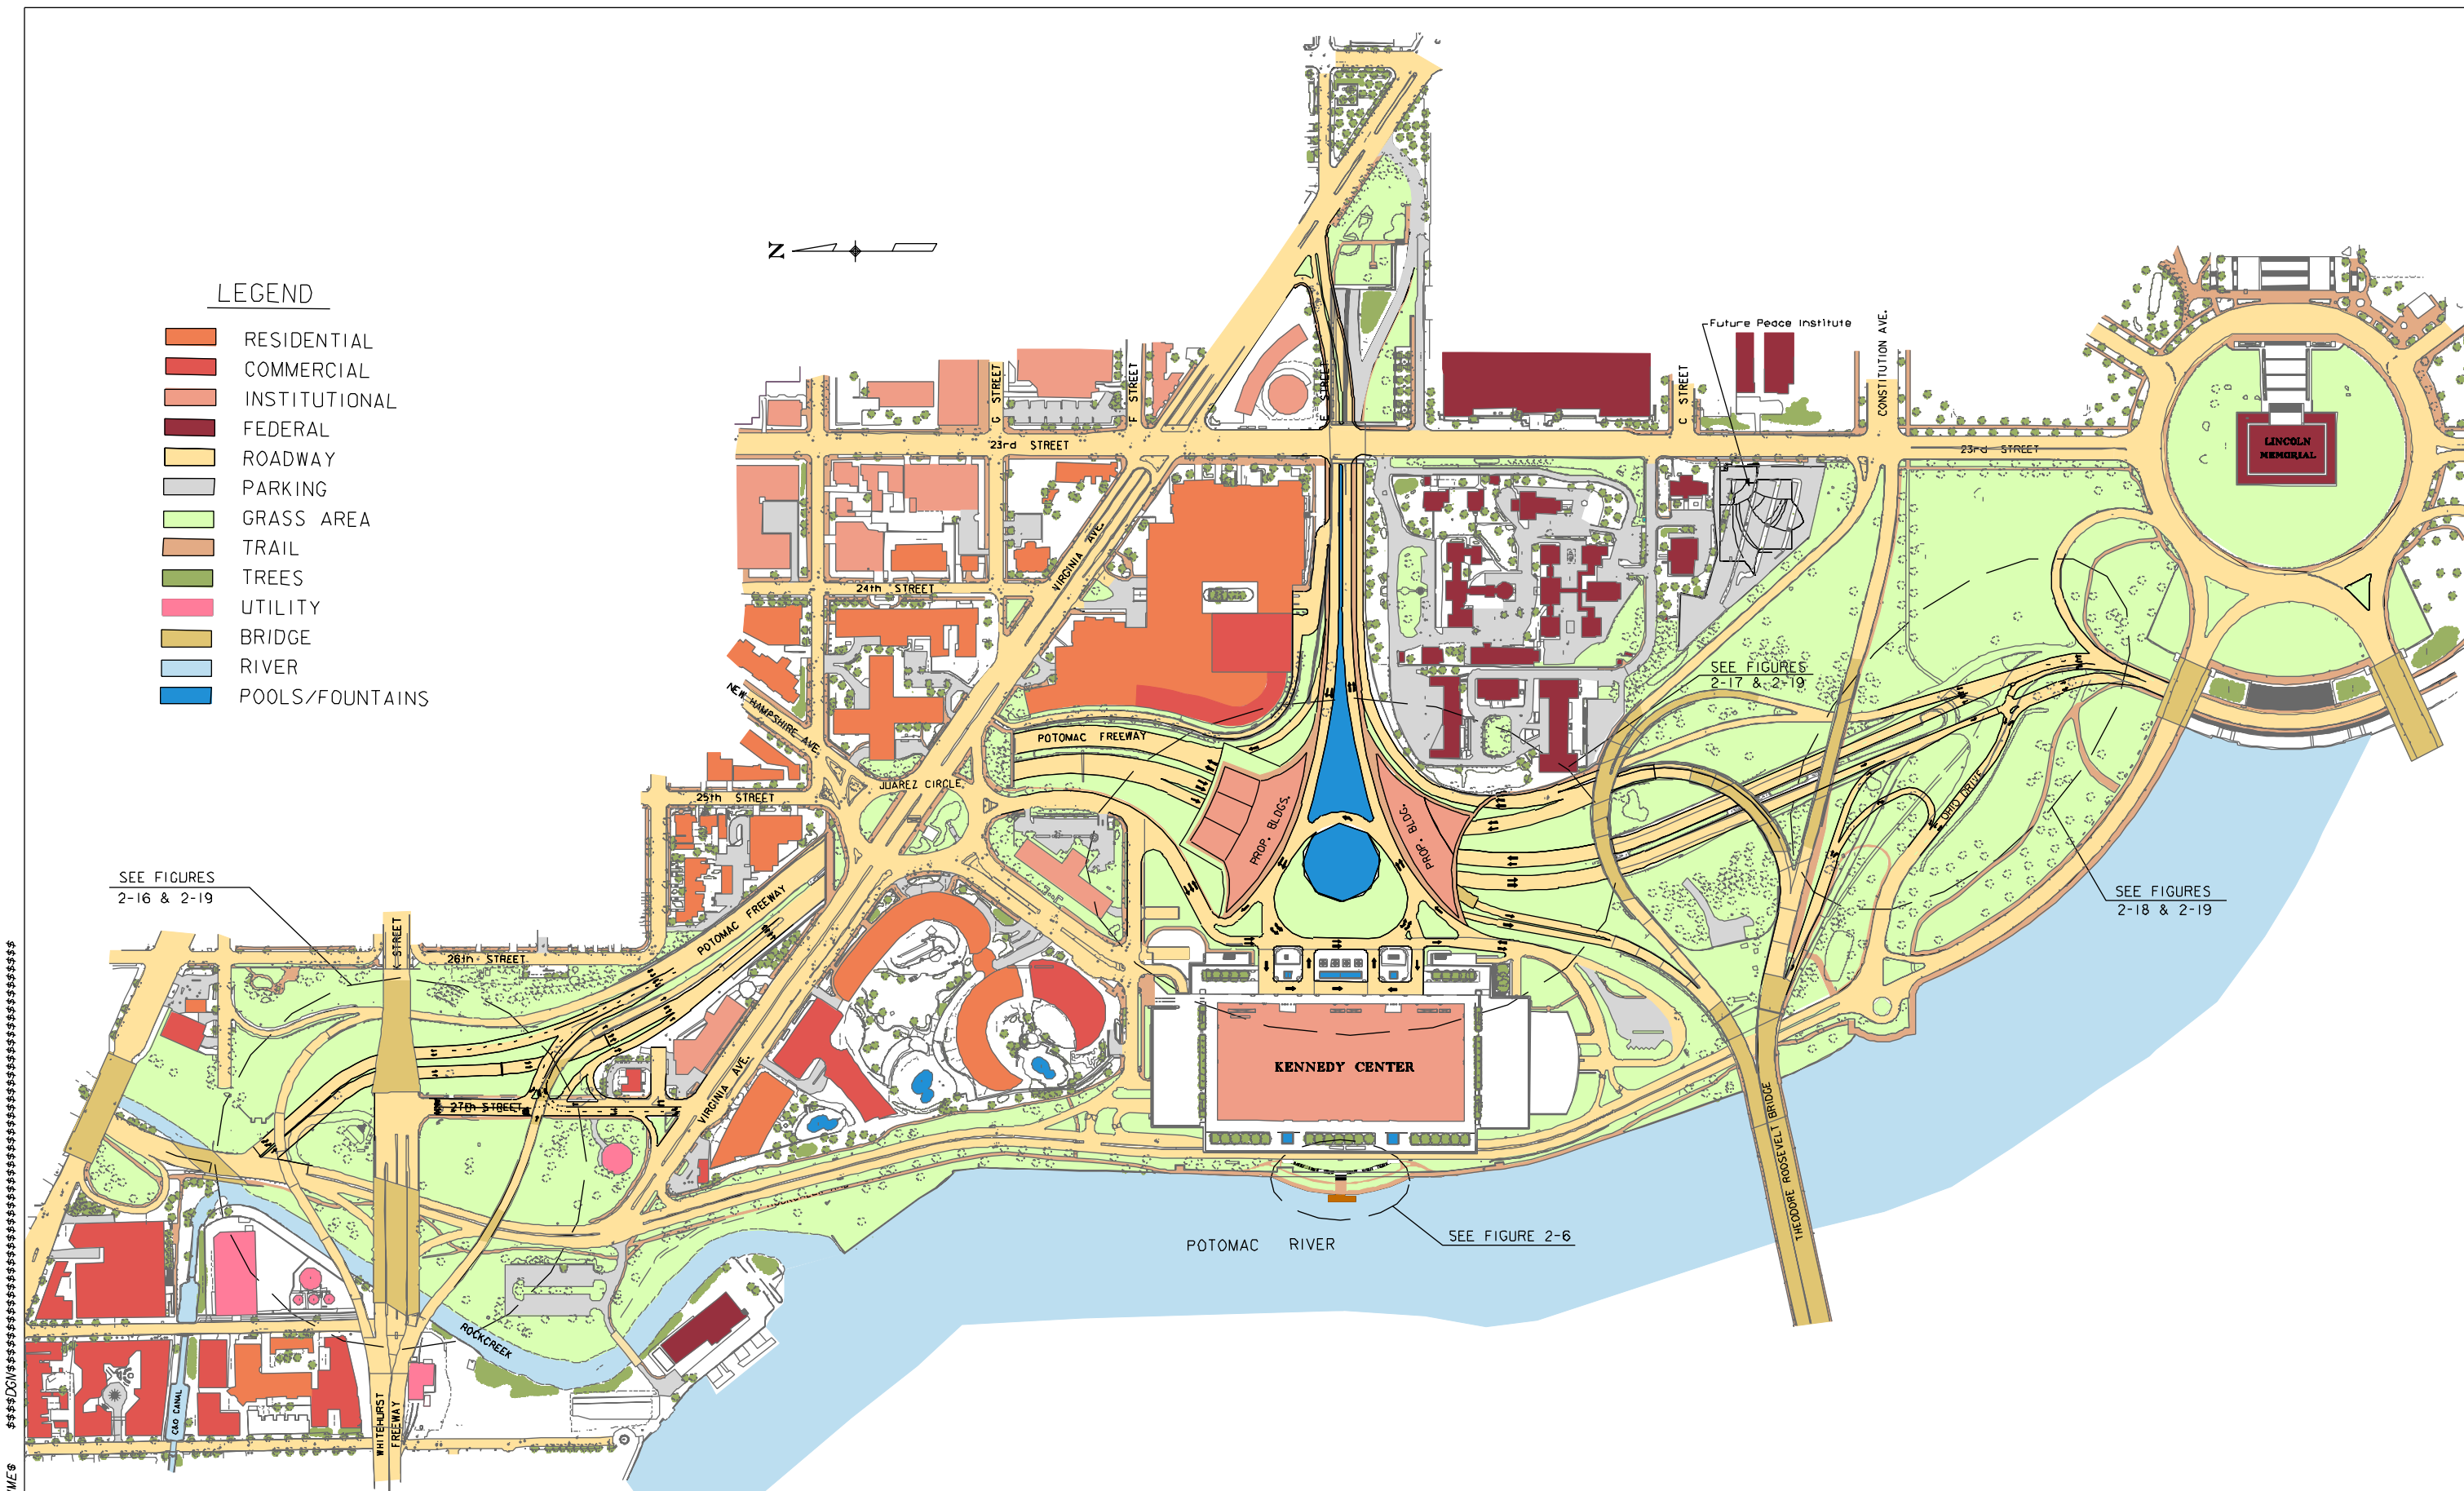 N
LEGEND
RESIDENTIAL
COMMERCIAL
INSTITUTIONAL
FEDERAL
ROADWAY
PARKING
GRASS AREA
TRAIL
TREES
UTILITY
BRIDGE
RIVER
POOLS/FOUNTAINS
Future Peace Institute
CONSTITUTION AVE.
C STREET
E STREET
F STREET
G STREET
23rd STREET
23rd STREET
LINCOLN
MEMORIAL
VIRGINIA AVE.
24th STREET
NEW HAMPSHIRE AVE.
SEE FIGURES
2-17 & 2-19
POTOMAC FREEWAY
JUAREZ CIRCLE
25th STREET
PROP. BLDGS.
PROP. BLDG.
OHIO DRIVE
SEE FIGURES
2-16 & 2-19
SEE FIGURES
2-18 & 2-19
POTOMAC FREEWAY
K STREET
26th STREET
KENNEDY CENTER
27th STREET
VIRGINIA AVE.
THEODORE ROOSEVELT BRIDGE
SEE FIGURE 2-6
POTOMAC RIVER
ROCKCREEK
C&O CANAL
WHITEHURST
FREEWAY